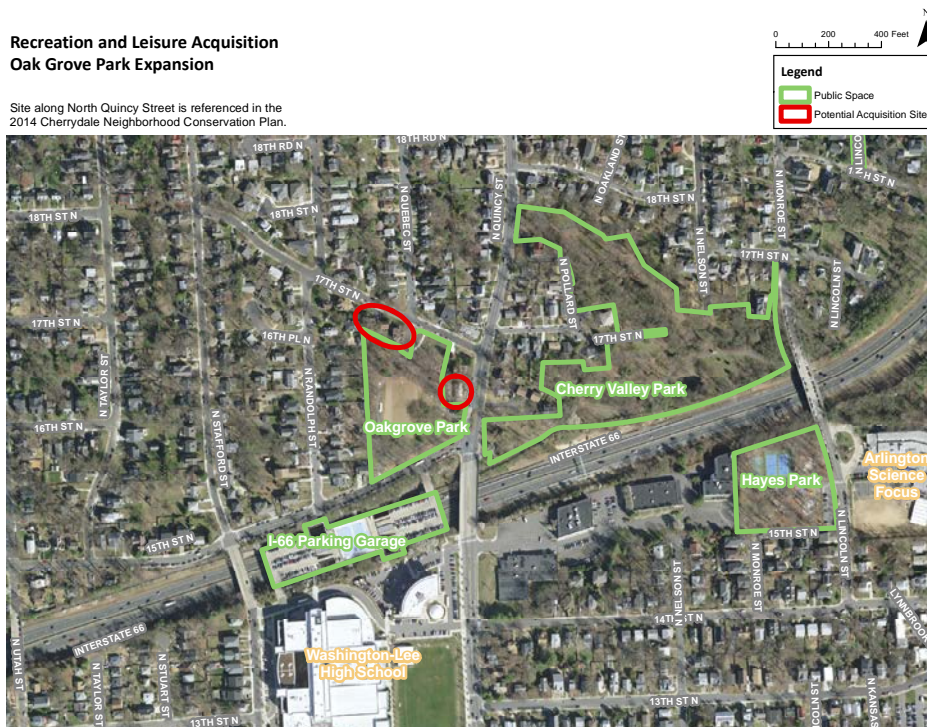 Recreation and Leisure Acquisition
Oak Grove Park Expansion
Site along North Quincy Street is referenced in the
2014 Cherrydale Neighborhood Conservation Plan.
N
0 200 400 Feet
Legend
Public Space
Potential Acquisition Site
18TH RD N
18TH RD N
N OAKLAND ST
N LINCO
17TH ST N
N QUEBEC ST
N QUINCY ST
18TH ST N
N MONROE ST
18TH ST N
18TH ST N
N NELSON ST
17TH ST N
N LINCOLN ST
17TH ST N
N POLLARD ST
17TH ST N
16TH PL N
17TH ST N
N TAYLOR ST
N RANDOLPH ST
Cherry Valley Park
N STAFFORD ST
Oakgrove Park
16TH ST N
INTERSTATE 66
Arlington
Science
Focus
Hayes Park
15TH ST N
I-66 Parking Garage
15TH ST N
N LINCOLN ST
N MONROE ST
N NELSON ST
LYNNBROOK
14TH ST N
INTERSTATE 66
N UTAH ST
N TAYLOR ST
N STUART ST
Washington-Lee
High School
13TH ST N
13TH ST N
N KANSAS